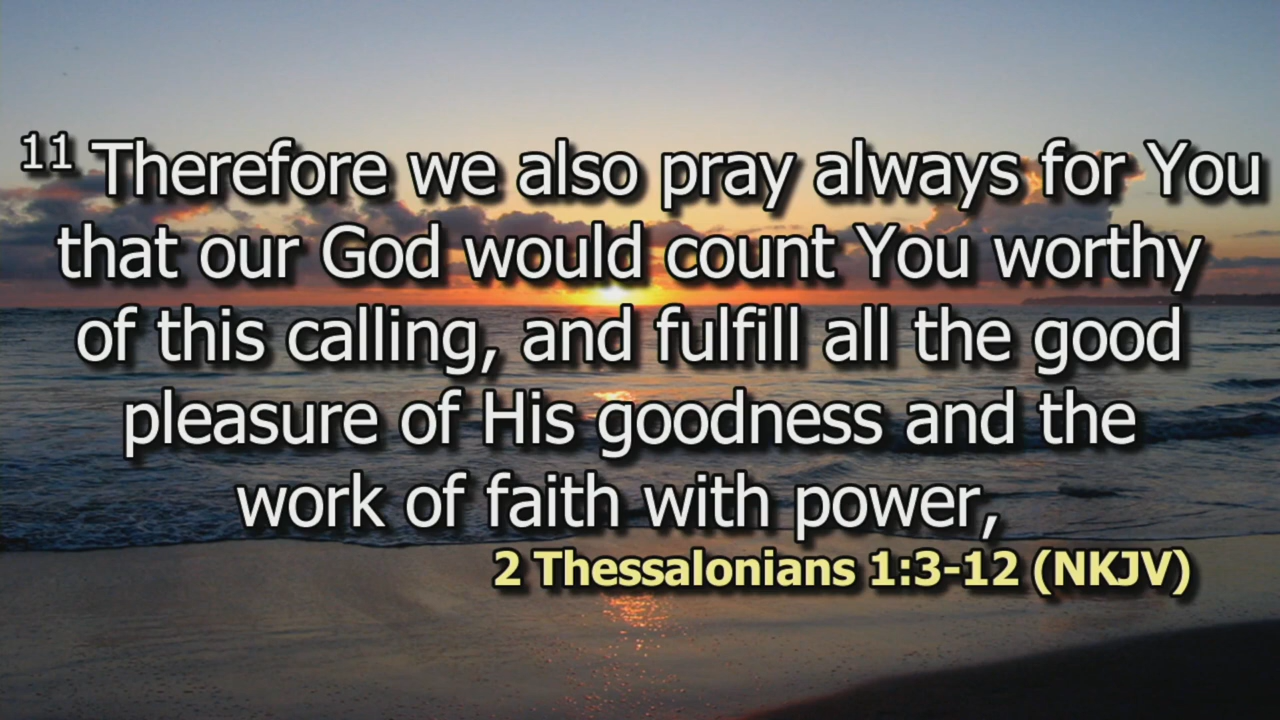 11 Therefore we also pray always for You
that our God would count You worthy
of this calling, and fulfill all the good
pleasure of His goodness and the
work of faith with power,
2 Thessalonians 1:3-12 (NKJV)